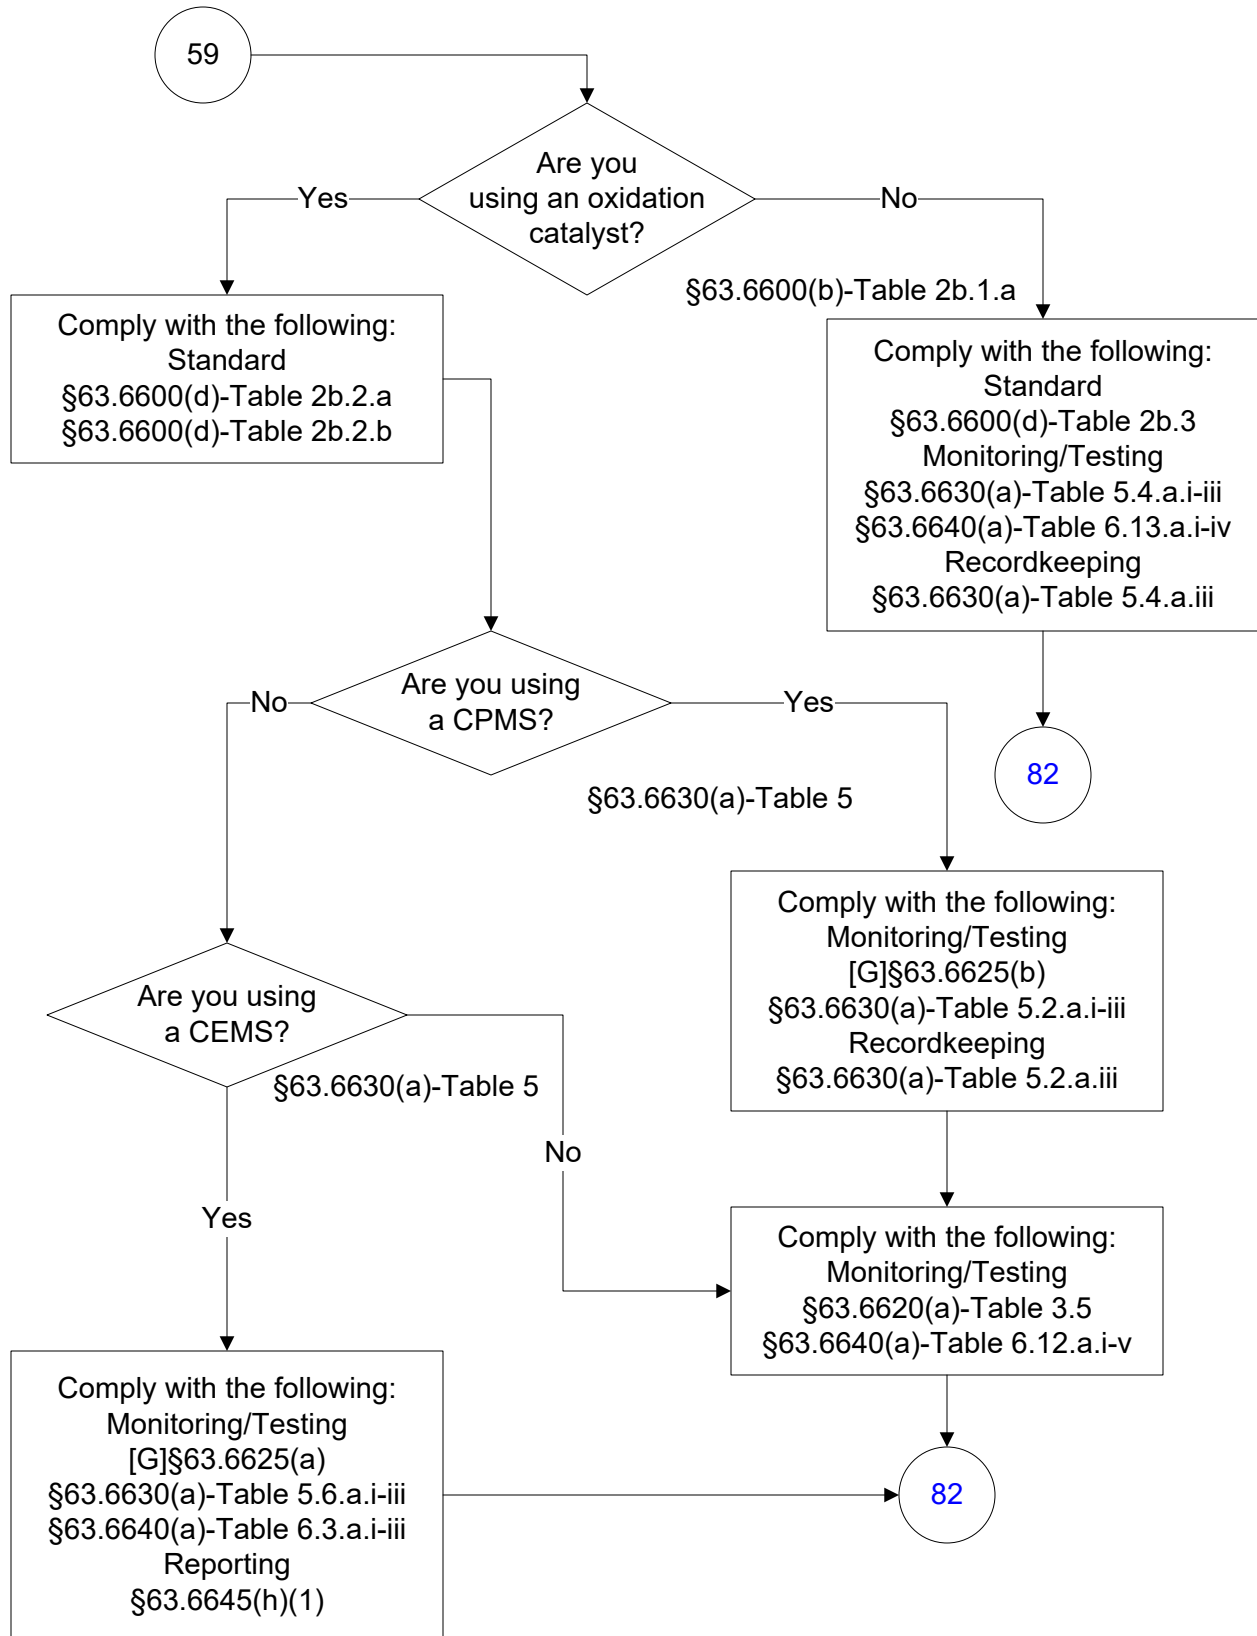 59
Are you
using an oxidation
catalyst?
Yes
No
§63.6600(b)-Table 2b.1.a
Comply with the following:
Standard
§63.6600(d)-Table 2b.2.a
§63.6600(d)-Table 2b.2.b
Comply with the following:
Standard
§63.6600(d)-Table 2b.3
Monitoring/Testing
§63.6630(a)-Table 5.4.a.i-iii
§63.6640(a)-Table 6.13.a.i-iv
Recordkeeping
§63.6630(a)-Table 5.4.a.iii
82
Are you using
a CPMS?
No
Yes
§63.6630(a)-Table 5
Comply with the following:
Monitoring/Testing
[G]§63.6625(b)
§63.6630(a)-Table 5.2.a.i-iii
Recordkeeping
§63.6630(a)-Table 5.2.a.iii
Are you using
a CEMS?
§63.6630(a)-Table 5
No
Yes
Comply with the following:
Monitoring/Testing
§63.6620(a)-Table 3.5
§63.6640(a)-Table 6.12.a.i-v
Comply with the following:
Monitoring/Testing
[G]§63.6625(a)
§63.6630(a)-Table 5.6.a.i-iii
§63.6640(a)-Table 6.3.a.i-iii
Reporting
§63.6645(h)(1)
82